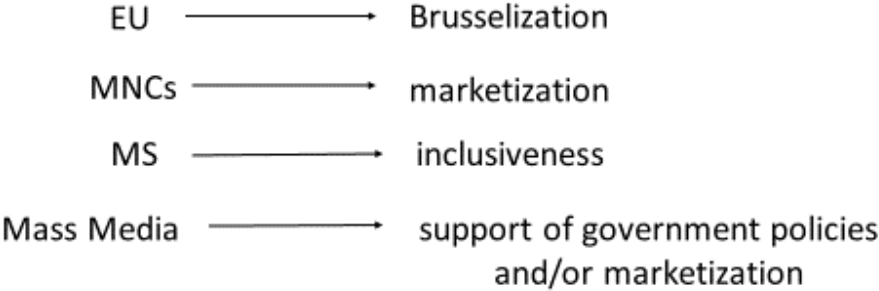 EU Brusselization
MNCs marketization
MS inclusiveness
Mass Media support of government policies
and/or marketization